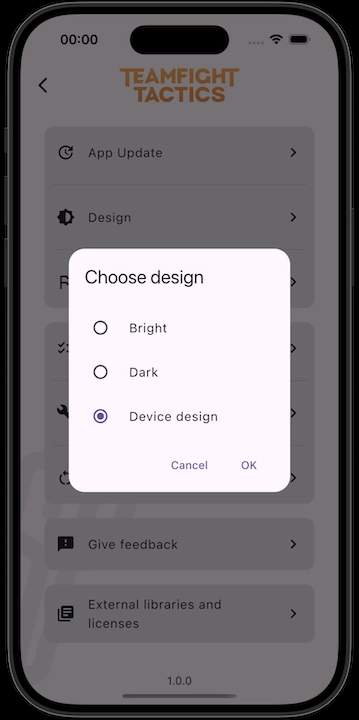 00:00
TEAMFIGHT
TACTICS
App Update
Design
Choose design
Bright
Dark
Device design
Cancel OK
Give feedback
External libraries and
licenses
1.0.0